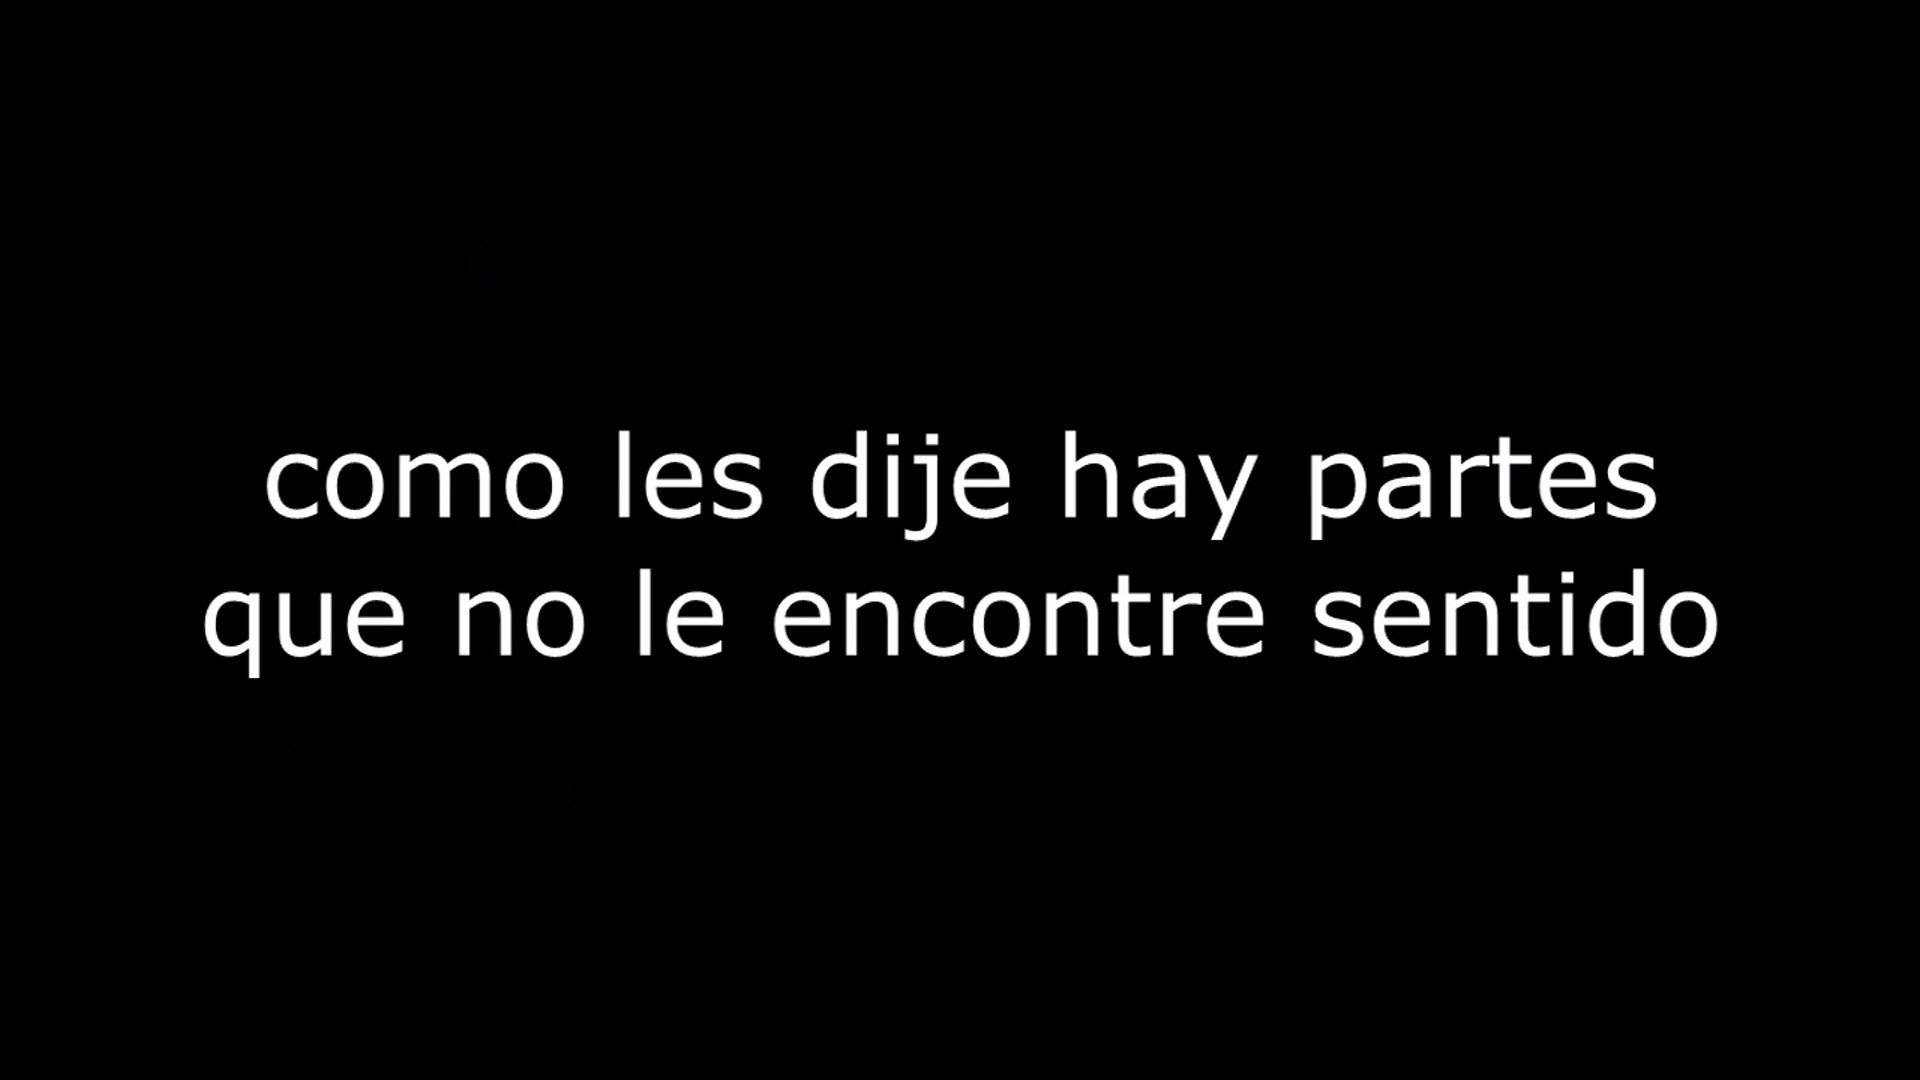 como les dije hay partes
que no le encontre sentido